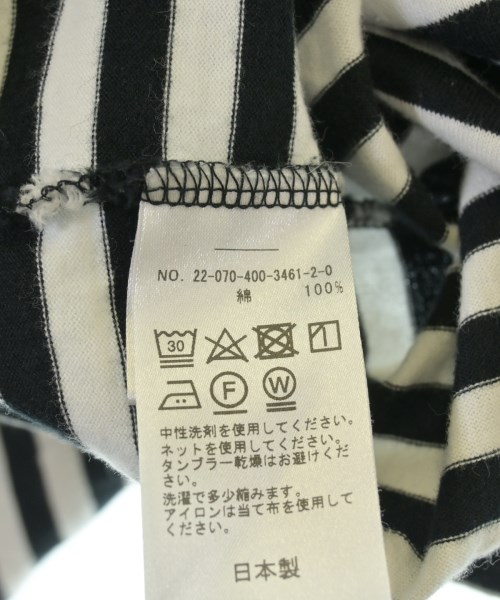 NO. 22-070-400-3461-2-0
綿 100%
30
F W
中性洗剤を使用してください。
ネットを使用してください。
タンブラー乾燥はお避けくだ
さい。
洗濯で多少縮みます。
アイロンは当て布を使用して
ください。
日本製